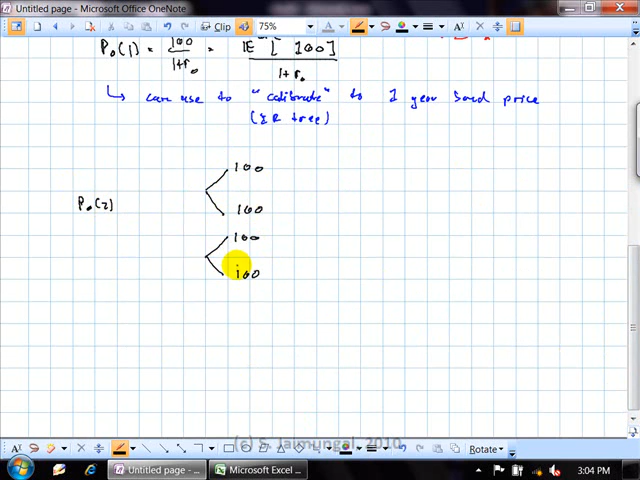 Untitled page - Microsoft Office OneNote
75%
P₀(1) = 100 / 1+r₀ = 𝔼 [ 100 ] / 1+r₀
↳ can use to "calibrate" to 1 year bond price
(IR tree)
100
P₀(2)
100
100
100
(c) S. Jaimungal, 2010
Rotate
Untitled page - ...
Microsoft Excel ...
3:04 PM